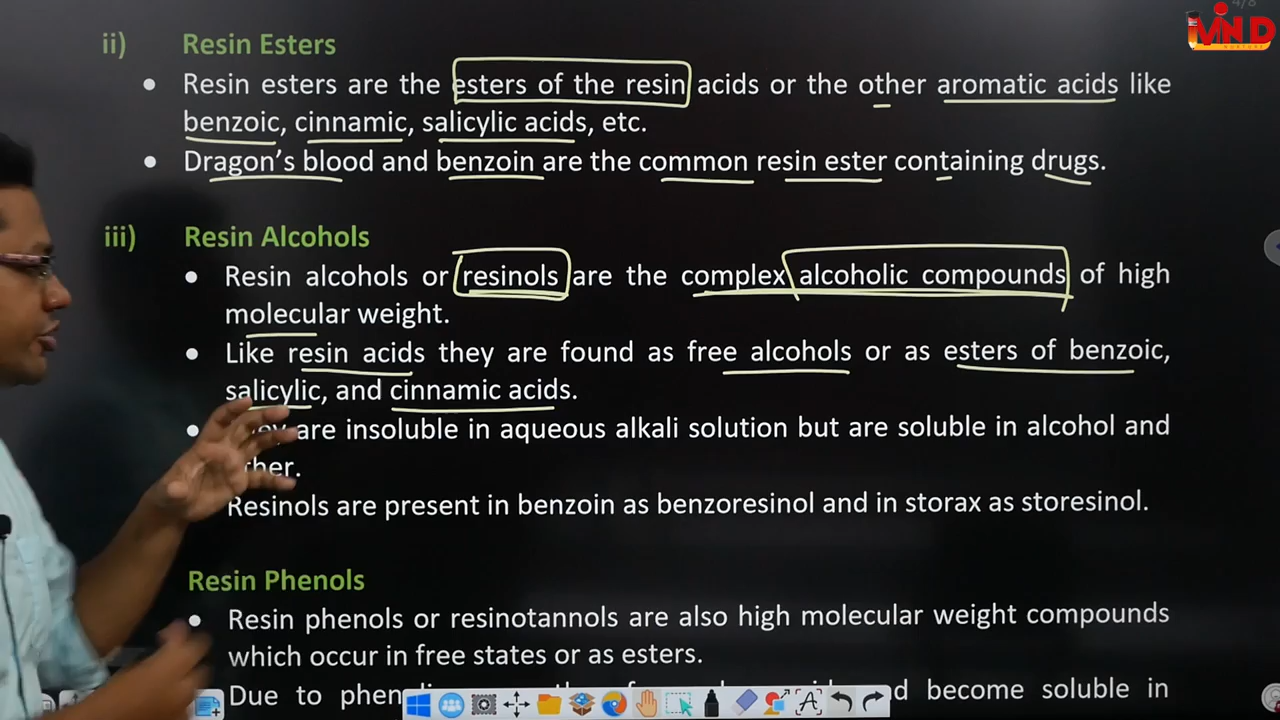 4/8
MIND
ii) Resin Esters
• Resin esters are the esters of the resin acids or the other aromatic acids like
benzoic, cinnamic, salicylic acids, etc.
• Dragon's blood and benzoin are the common resin ester containing drugs.
iii) Resin Alcohols
• Resin alcohols or resinols are the complex alcoholic compounds of high
molecular weight.
• Like resin acids they are found as free alcohols or as esters of benzoic,
salicylic, and cinnamic acids.
• are insoluble in aqueous alkali solution but are soluble in alcohol and
Resinols are present in benzoin as benzoresinol and in storax as storesinol.
Resin Phenols
• Resin phenols or resinotannols are also high molecular weight compounds
which occur in free states or as esters.
Due to become soluble in